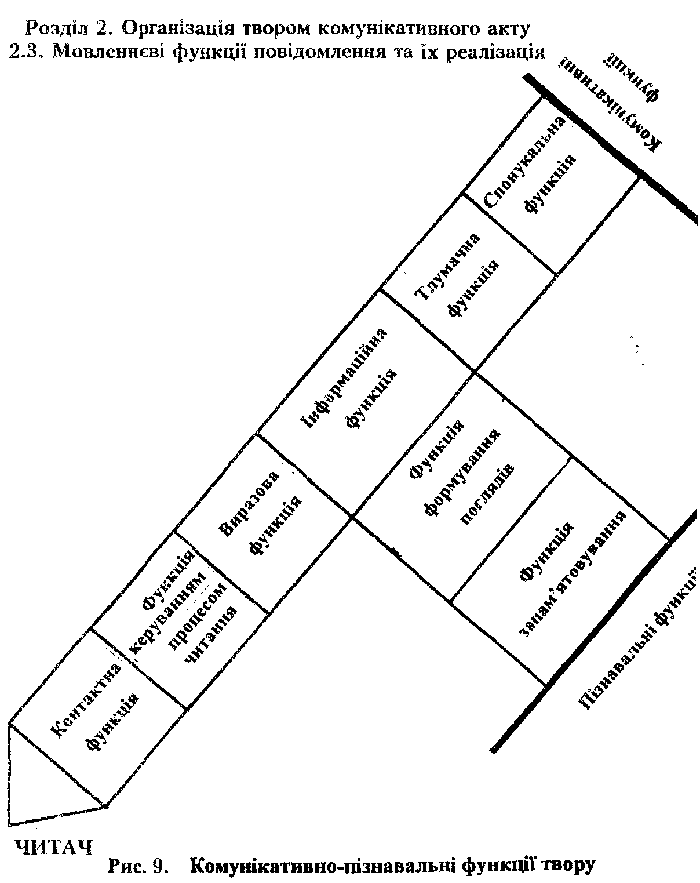 Розділ 2. Організація твором комунікативного акту
2.3. Мовленнєві функції повідомлення та їх реалізація
Комунікативні
функції
Спонукальна
функція
Тлумачна
функція
Інформаційна
функція
Функція
формування
поглядів
Виразова
функція
Функція
запам'ятовування
Функція
керуванням
процесом
читання
Пізнавальні функції
Контактна
функція
ЧИТАЧ
Рис. 9. Комунікативно-пізнавальні функції твору